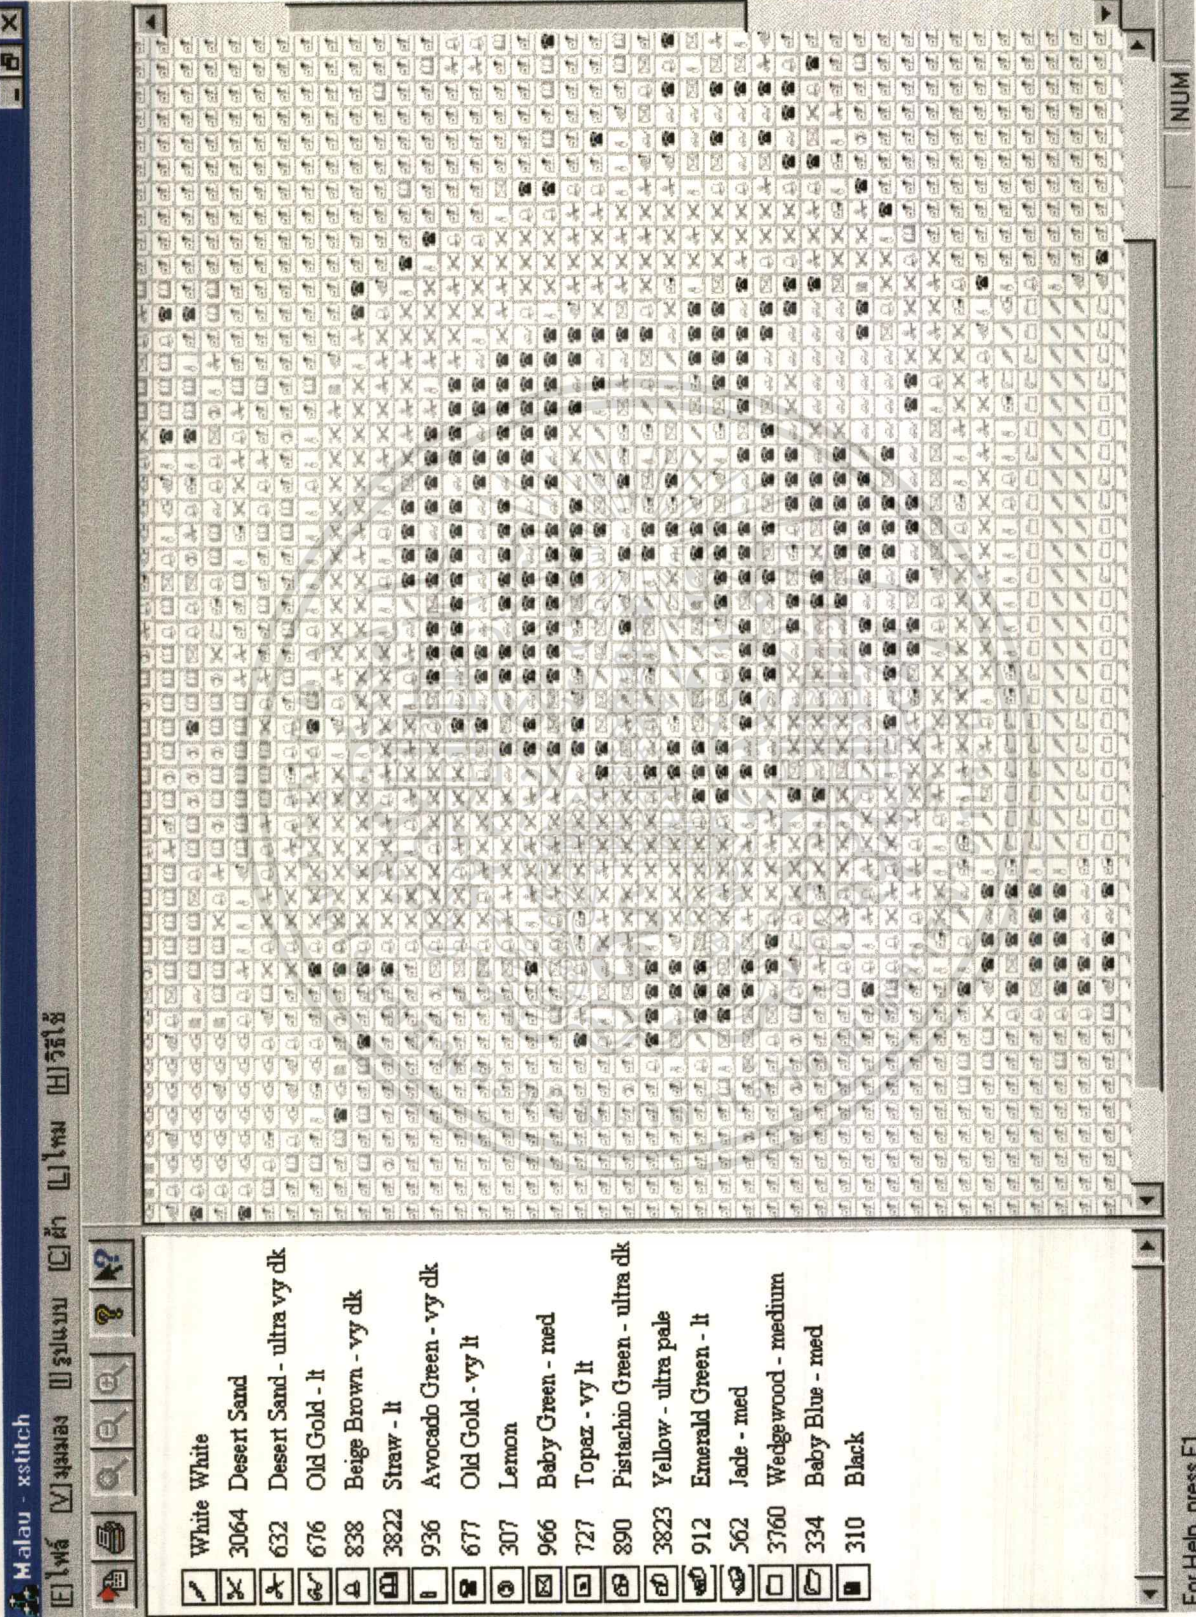 Malau - xstitch
[F] ไฟล์ [V] มุมมอง [I] รูปแบบ [C] ผ้า [L] ไหม [H] วิธีใช้
White White
3064 Desert Sand
632 Desert Sand - ultra vy dk
676 Old Gold - lt
838 Beige Brown - vy dk
3822 Straw - lt
936 Avocado Green - vy dk
677 Old Gold - vy lt
307 Lemon
966 Baby Green - med
727 Topaz - vy lt
890 Pistachio Green - ultra dk
3823 Yellow - ultra pale
912 Emerald Green - lt
562 Jade - med
3760 Wedgewood - medium
334 Baby Blue - med
310 Black
For Help, press F1
NUM